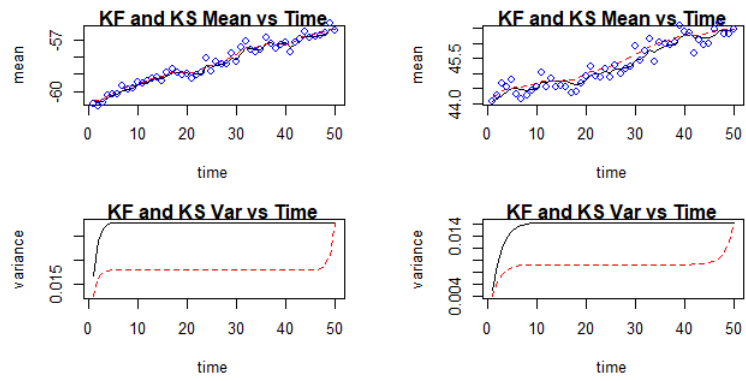 KF and KS Mean vs Time
mean
-57
-60
0 10 20 30 40 50
time
KF and KS Mean vs Time
mean
45.5
44.0
0 10 20 30 40 50
time
KF and KS Var vs Time
variance
0.015
0 10 20 30 40 50
time
KF and KS Var vs Time
variance
0.014
0.004
0 10 20 30 40 50
time